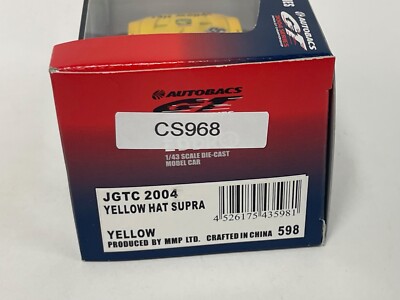 AUTOBACS
GT
CS968
1/43 SCALE DIE-CAST
MODEL CAR
JGTC 2004
YELLOW HAT SUPRA
4 526175 435981
YELLOW
PRODUCED BY MMP LTD. CRAFTED IN CHINA 598